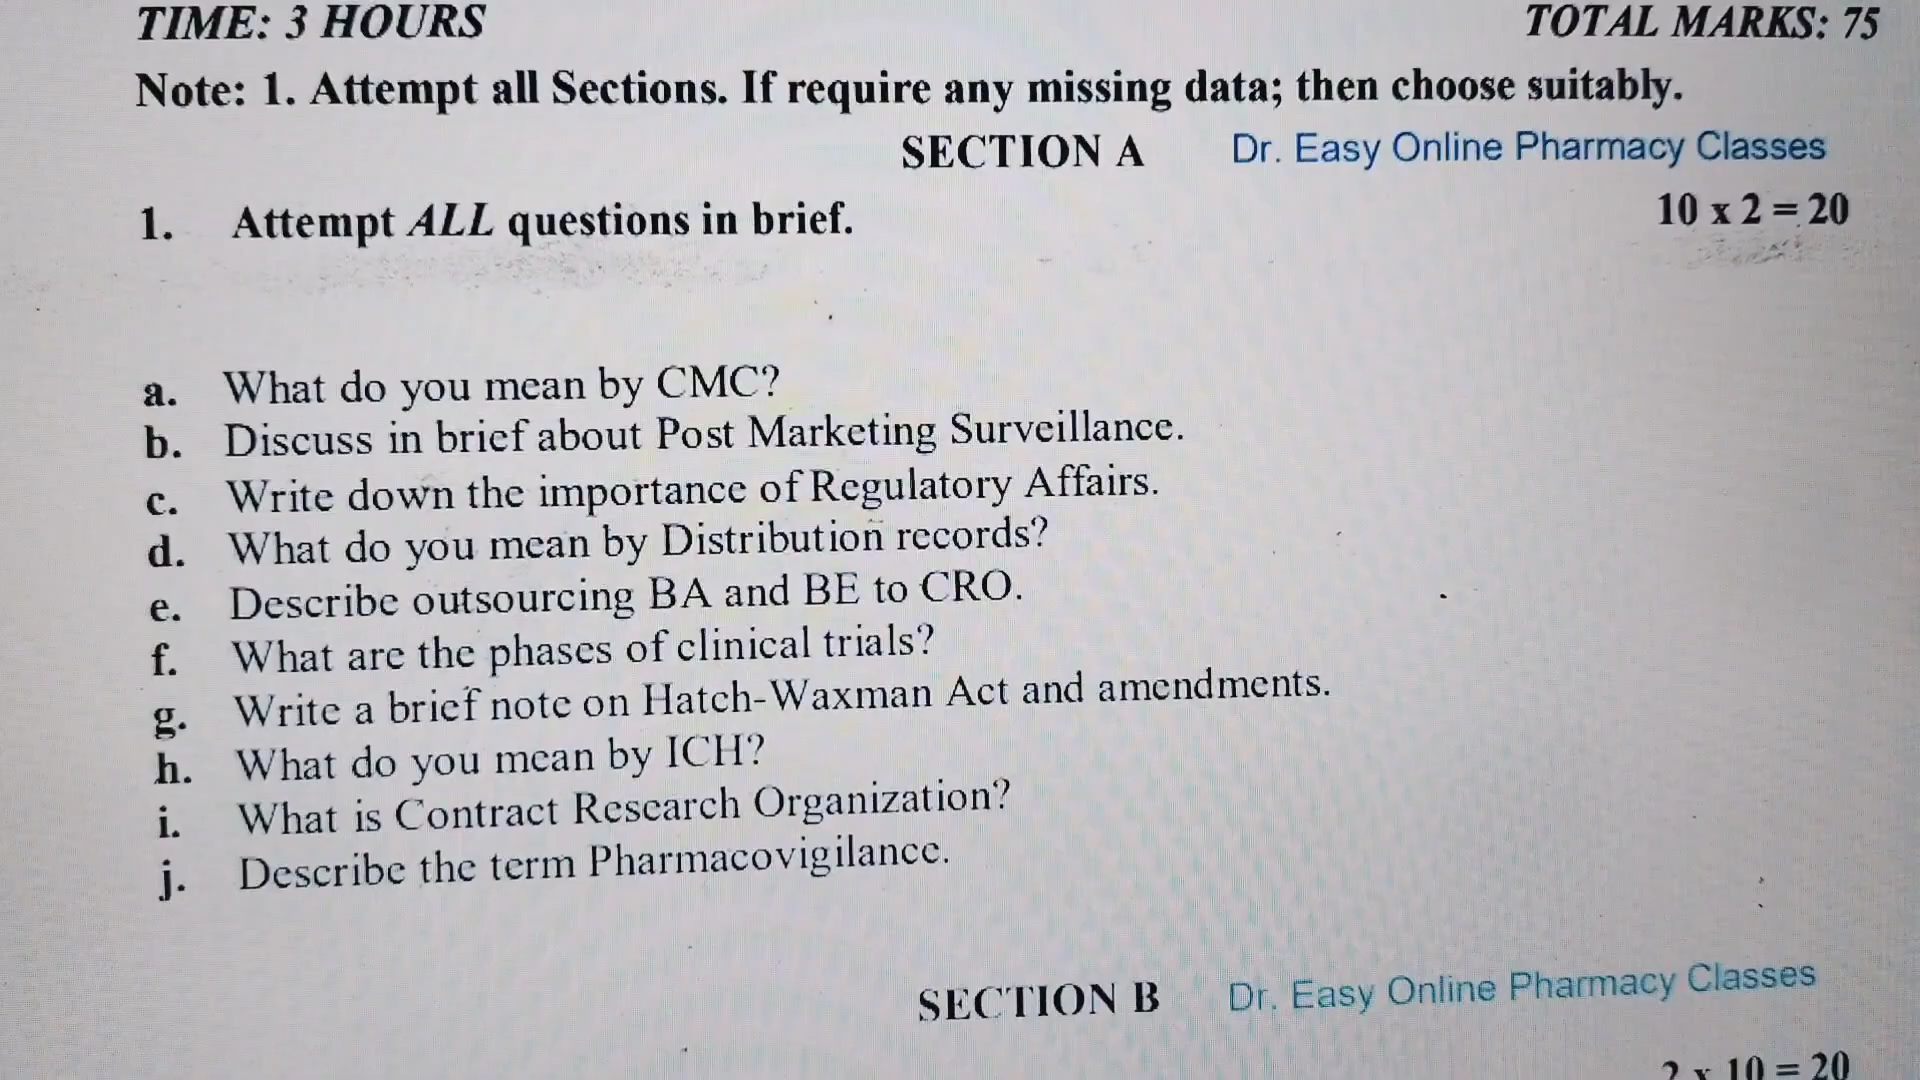 TIME: 3 HOURS
TOTAL MARKS: 75
Note: 1. Attempt all Sections. If require any missing data; then choose suitably.
SECTION A
Dr. Easy Online Pharmacy Classes
1. Attempt ALL questions in brief.
10 x 2 = 20
a. What do you mean by CMC?
b. Discuss in brief about Post Marketing Surveillance.
c. Write down the importance of Regulatory Affairs.
d. What do you mean by Distribution records?
e. Describe outsourcing BA and BE to CRO.
f. What are the phases of clinical trials?
g. Write a brief note on Hatch-Waxman Act and amendments.
h. What do you mean by ICH?
i. What is Contract Research Organization?
j. Describe the term Pharmacovigilance.
SECTION B
Dr. Easy Online Pharmacy Classes
2 x 10 = 20